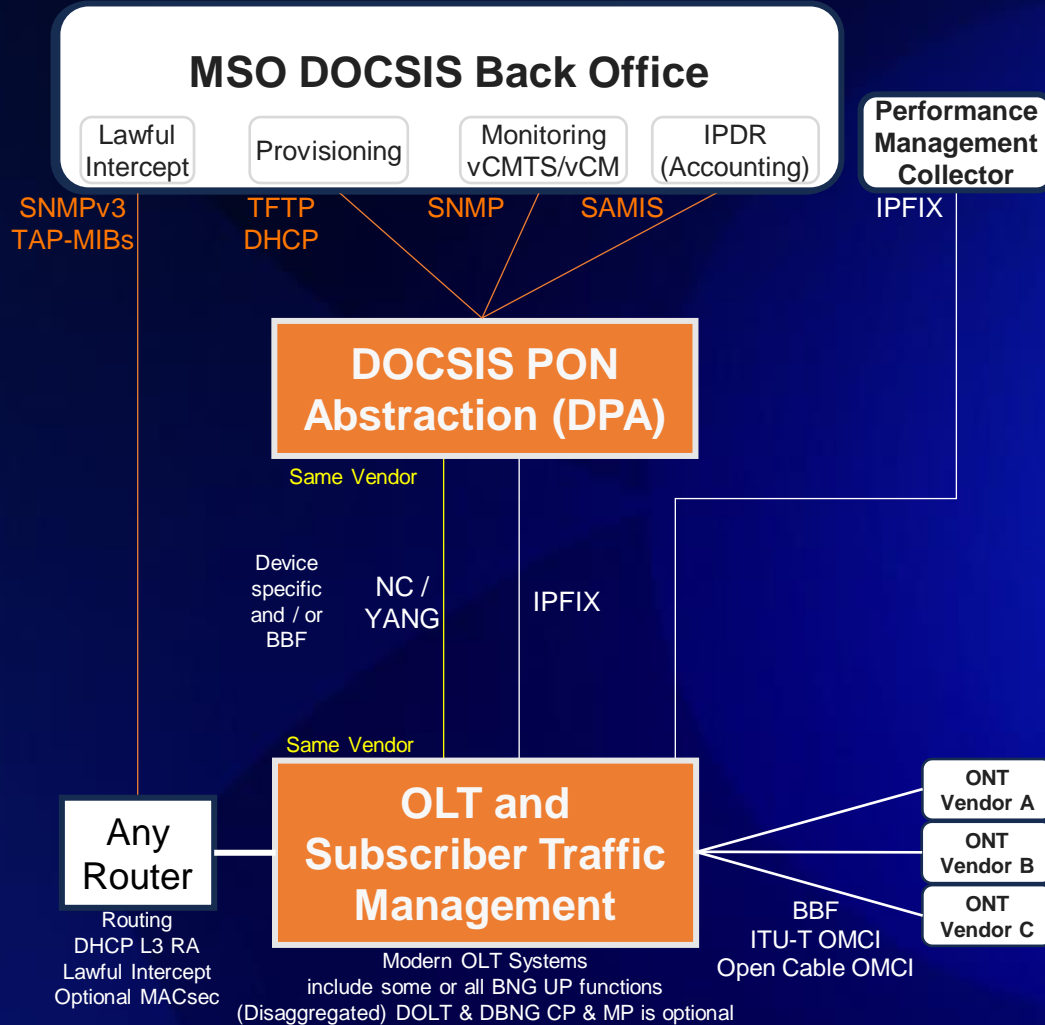 MSO DOCSIS Back Office
Lawful
Intercept
Provisioning
Monitoring
vCMTS/vCM
IPDR
(Accounting)
Performance
Management
Collector
SNMPv3
TAP-MIBs
TFTP
DHCP
SNMP
SAMIS
IPFIX
DOCSIS PON
Abstraction (DPA)
Same Vendor
Device
specific
and / or
BBF
NC /
YANG
IPFIX
Same Vendor
OLT and
Subscriber Traffic
Management
Any
Router
Routing
DHCP L3 RA
Lawful Intercept
Optional MACsec
Modern OLT Systems
include some or all BNG UP functions
(Disaggregated) DOLT & DBNG CP & MP is optional
ONT
Vendor A
ONT
Vendor B
ONT
Vendor C
BBF
ITU-T OMCI
Open Cable OMCI